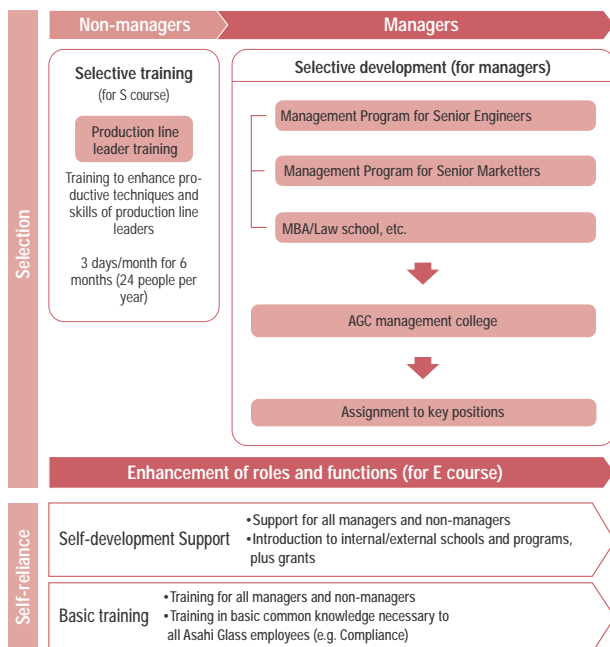 Non-managers
Managers
Selection
Selective training
(for S course)
Production line
leader training
Training to enhance pro-
ductive techniques and
skills of production line
leaders
3 days/month for 6
months (24 people per
year)
Selective development (for managers)
Management Program for Senior Engineers
Management Program for Senior Marketters
MBA/Law school, etc.
AGC management college
Assignment to key positions
Enhancement of roles and functions (for E course)
Self-reliance
Self-development Support
•Support for all managers and non-managers
•Introduction to internal/external schools and programs,
plus grants
Basic training
•Training for all managers and non-managers
•Training in basic common knowledge necessary to
all Asahi Glass employees (e.g. Compliance)